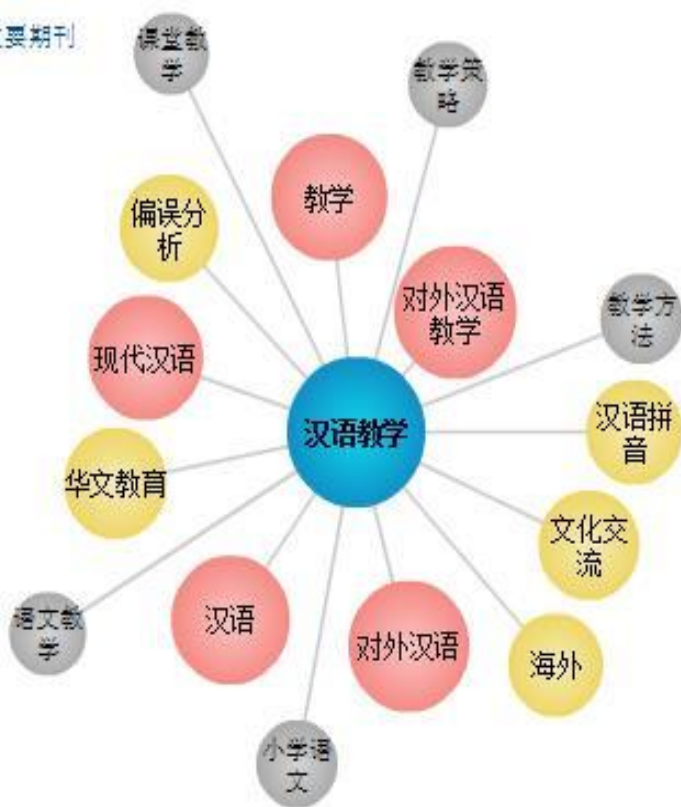 要期刊
课堂教
学
教学策
略
教学
偏误分
析
对外汉语
教学
教学方
法
现代汉语
汉语拼
音
汉语教学
华文教育
文化交
流
语文教
学
汉语
对外汉语
海外
小学语
文